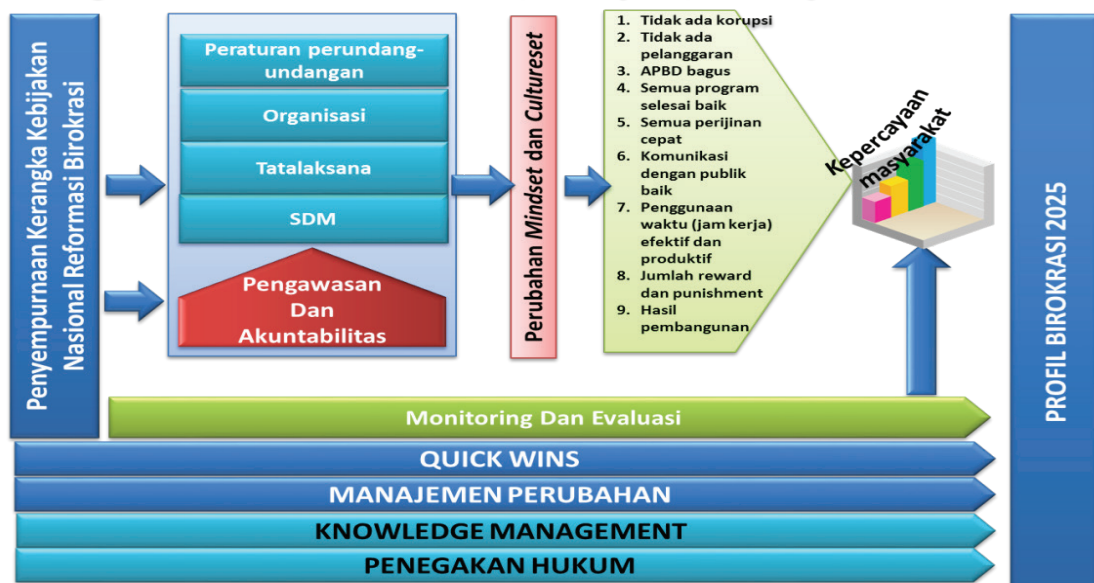 Penyempurnaan Kerangka Kebijakan
Nasional Reformasi Birokrasi
Peraturan perundang-
undangan
Organisasi
Tatalaksana
SDM
Pengawasan
Dan
Akuntabilitas
Perubahan Mindset dan Cultureset
1. Tidak ada korupsi
2. Tidak ada
pelanggaran
3. APBD bagus
4. Semua program
selesai baik
5. Semua perijinan
cepat
6. Komunikasi
dengan publik
baik
7. Penggunaan
waktu (jam kerja)
efektif dan
produktif
8. Jumlah reward
dan punishment
9. Hasil
pembangunan
Kepercayaan
masyarakat
PROFIL BIROKRASI 2025
Monitoring Dan Evaluasi
QUICK WINS
MANAJEMEN PERUBAHAN
KNOWLEDGE MANAGEMENT
PENEGAKAN HUKUM